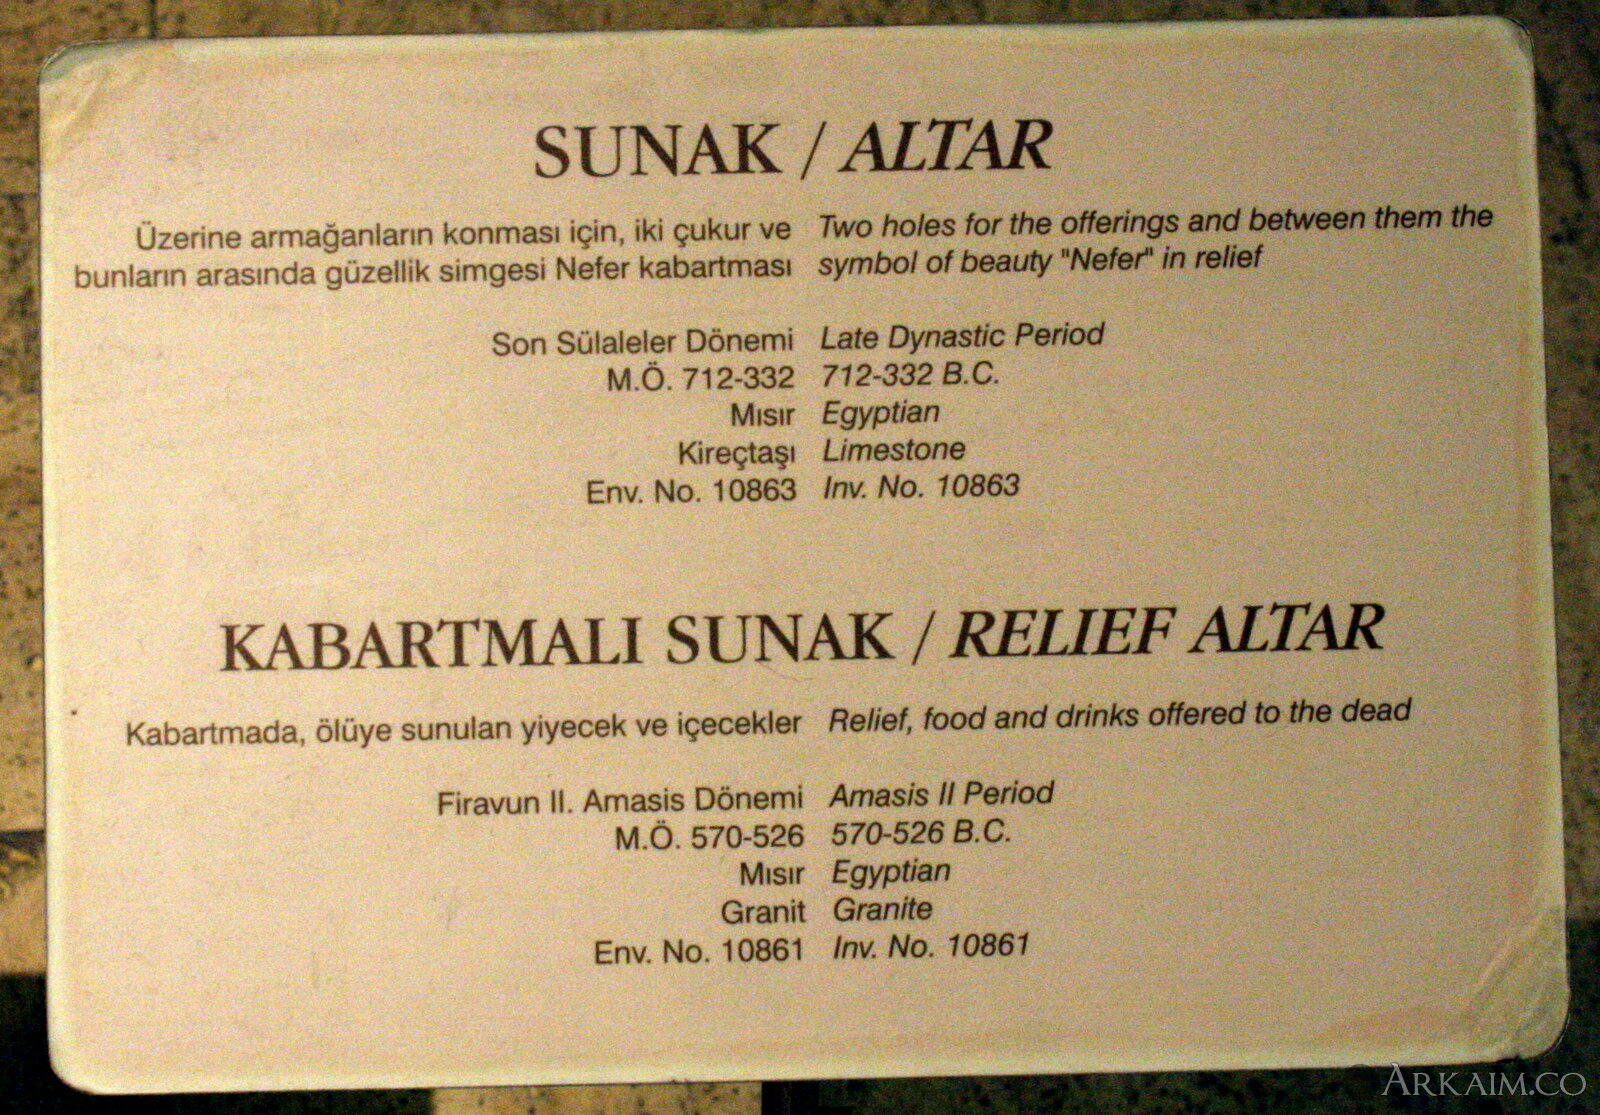 SUNAK / ALTAR
Üzerine armağanların konması için, iki çukur ve Two holes for the offerings and between them the
bunların arasında güzellik simgesi Nefer kabartması symbol of beauty "Nefer" in relief
Son Sülaleler Dönemi Late Dynastic Period
M.Ö. 712-332 712-332 B.C.
Mısır Egyptian
Kireçtaşı Limestone
Env. No. 10863 Inv. No. 10863
KABARTMALI SUNAK / RELIEF ALTAR
Kabartmada, ölüye sunulan yiyecek ve içecekler Relief, food and drinks offered to the dead
Firavun II. Amasis Dönemi Amasis II Period
M.Ö. 570-526 570-526 B.C.
Mısır Egyptian
Granit Granite
Env. No. 10861 Inv. No. 10861
ARKAIM.CO